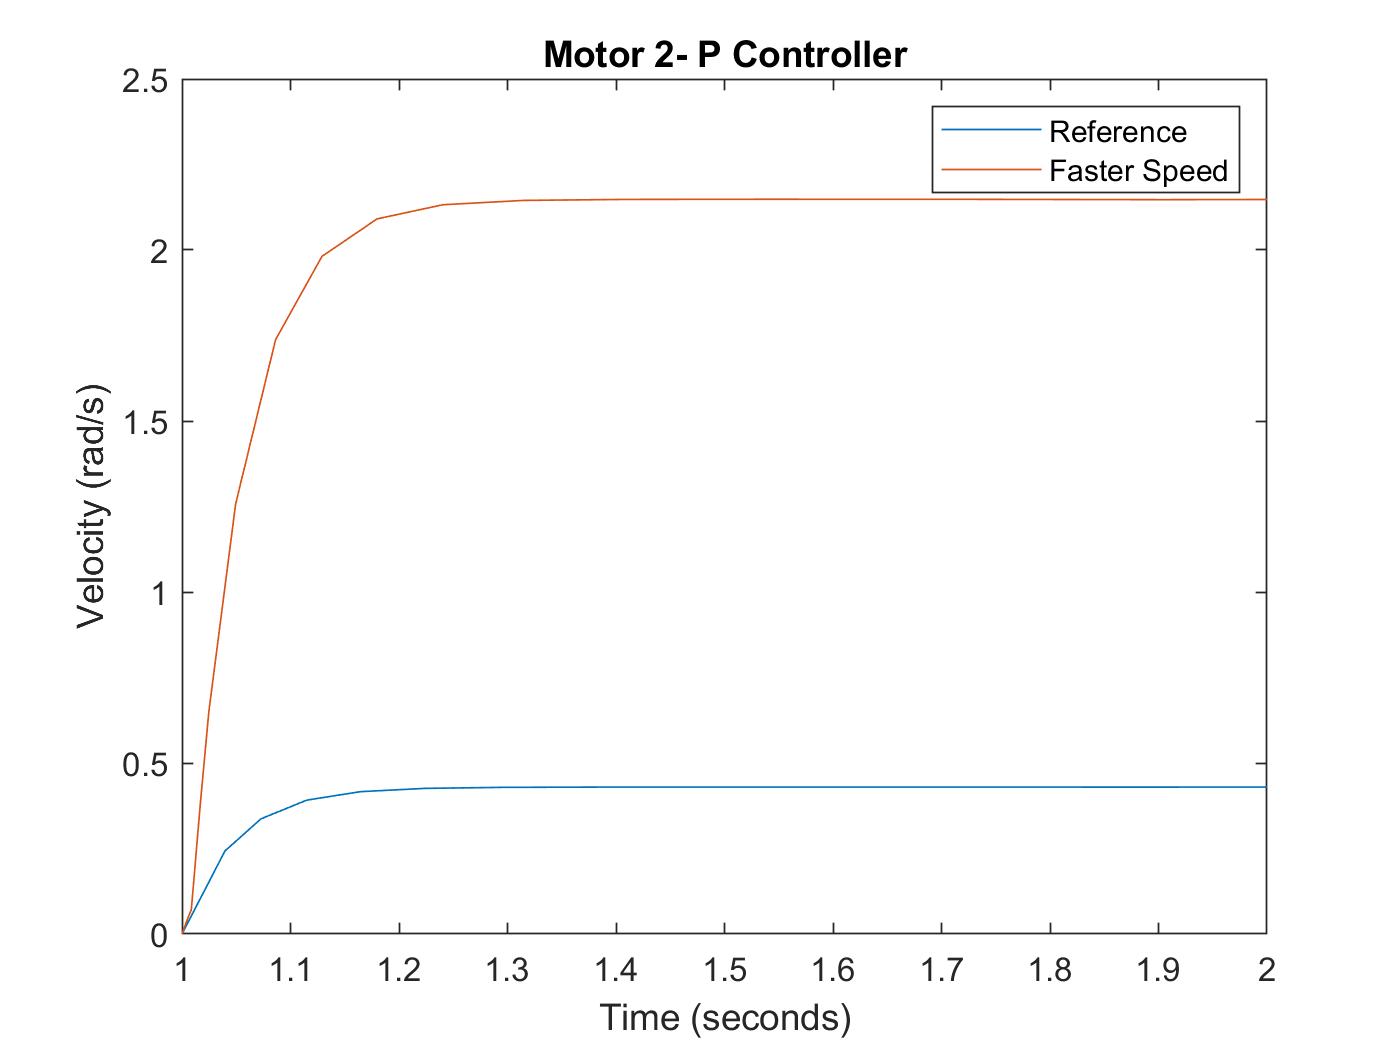 Motor 2- P Controller
Reference
Faster Speed
Velocity (rad/s)
2.5
2
1.5
1
0.5
0
1 1.1 1.2 1.3 1.4 1.5 1.6 1.7 1.8 1.9 2
Time (seconds)